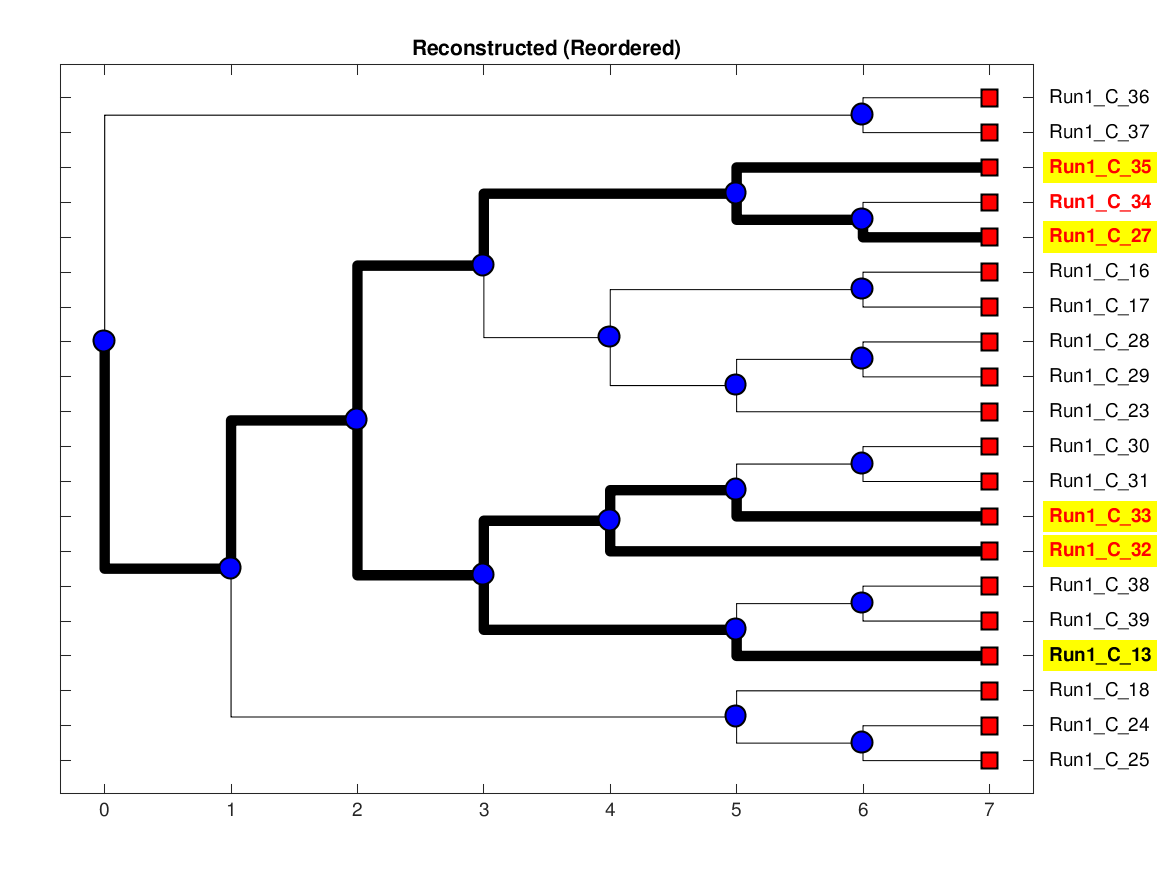 Reconstructed (Reordered)
Run1_C_36
Run1_C_37
Run1_C_35
Run1_C_34
Run1_C_27
Run1_C_16
Run1_C_17
Run1_C_28
Run1_C_29
Run1_C_23
Run1_C_30
Run1_C_31
Run1_C_33
Run1_C_32
Run1_C_38
Run1_C_39
Run1_C_13
Run1_C_18
Run1_C_24
Run1_C_25
0 1 2 3 4 5 6 7